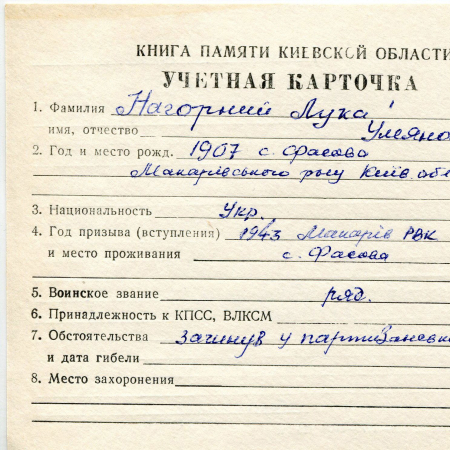 КНИГА ПАМЯТИ КИЕВСКОЙ ОБЛАСТИ
УЧЕТНАЯ КАРТОЧКА
1. Фамилия Нагорний Лука
имя, отчество Умяно
2. Год и место рожд. 1907 с. Фасова
Макарівського р-ну Київ. обл
3. Национальность Укр.
4. Год призыва (вступления) 1943 Макарів РВК
и место проживания с. Фасова
5. Воинское звание ряд.
6. Принадлежность к КПСС, ВЛКСМ
7. Обстоятельства загинув у партизанськ
и дата гибели
8. Место захоронения